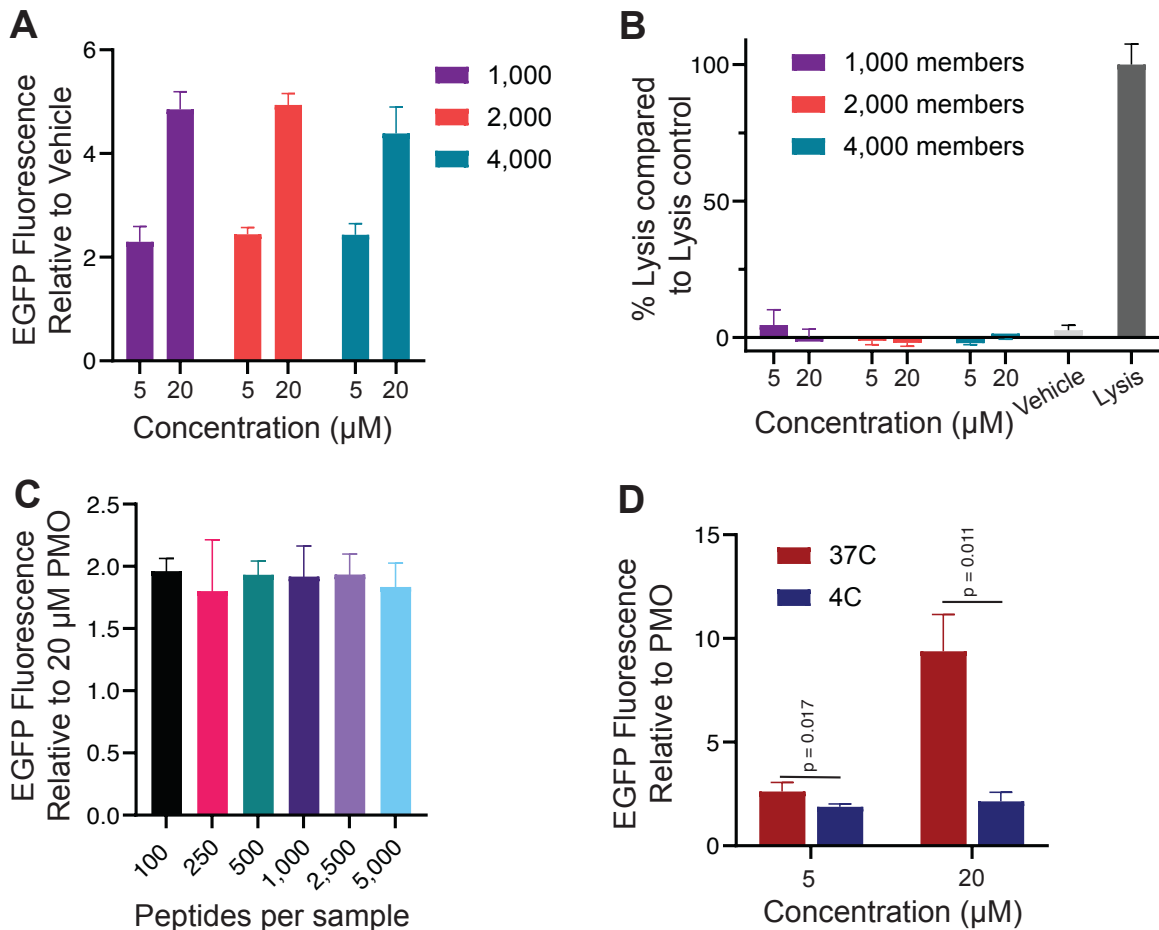 A
EGFP Fluorescence
Relative to Vehicle
6
4
2
0
5 20 5 20 5 20
Concentration (µM)
1,000
2,000
4,000
B
% Lysis compared
to Lysis control
100
50
0
5 20 5 20 5 20 Vehicle Lysis
Concentration (µM)
1,000 members
2,000 members
4,000 members
C
EGFP Fluorescence
Relative to 20 µM PMO
2.5
2.0
1.5
1.0
0.5
0.0
100 250 500 1,000 2,500 5,000
Peptides per sample
D
EGFP Fluorescence
Relative to PMO
15
10
5
0
37C
4C
p = 0.017
p = 0.011
5 20
Concentration (µM)